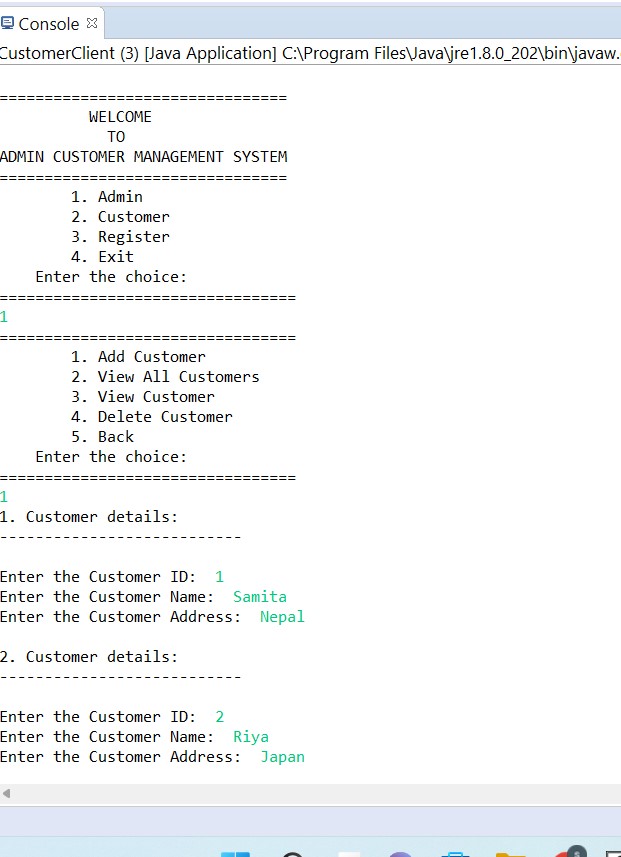 Console
CustomerClient (3) [Java Application] C:\Program Files\Java\jre1.8.0_202\bin\javaw.
================================
WELCOME
TO
ADMIN CUSTOMER MANAGEMENT SYSTEM
================================
1. Admin
2. Customer
3. Register
4. Exit
Enter the choice:
=================================
1
=================================
1. Add Customer
2. View All Customers
3. View Customer
4. Delete Customer
5. Back
Enter the choice:
=================================
1
1. Customer details:
---------------------------
Enter the Customer ID:  1
Enter the Customer Name:  Samita
Enter the Customer Address:  Nepal
2. Customer details:
---------------------------
Enter the Customer ID:  2
Enter the Customer Name:  Riya
Enter the Customer Address:  Japan